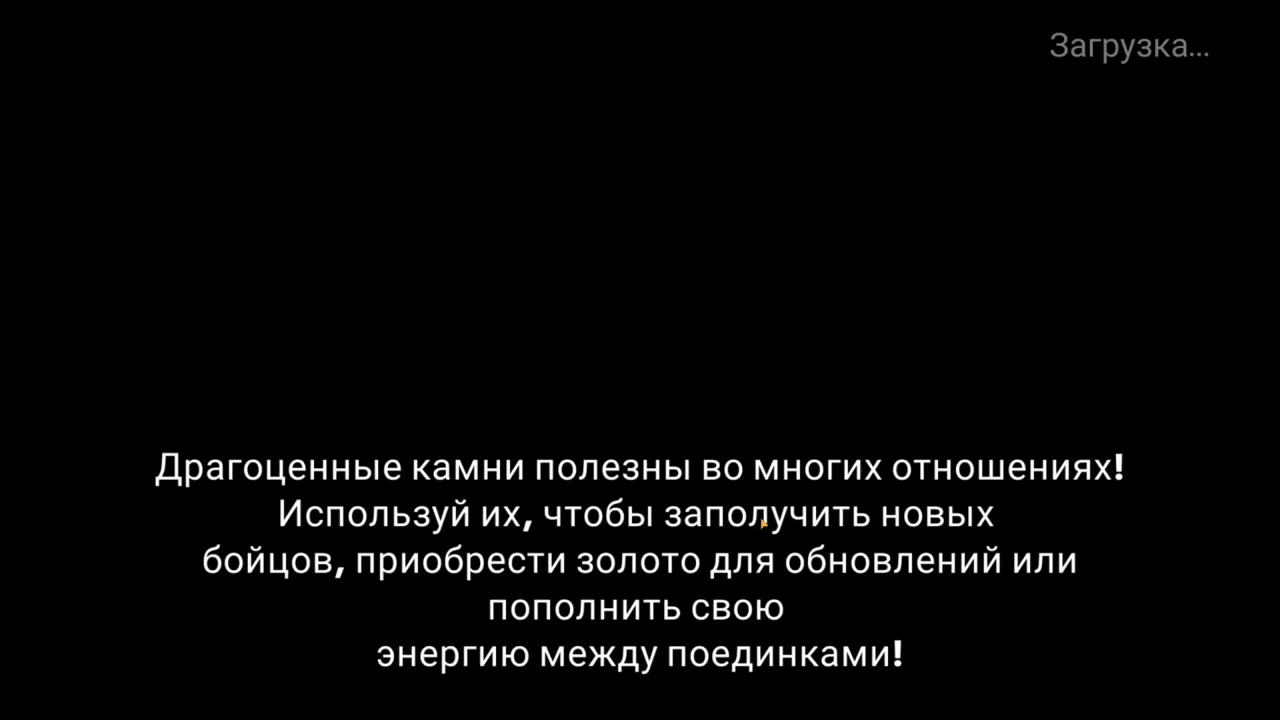 Загрузка...
Драгоценные камни полезны во многих отношениях!
Используй их, чтобы заполучить новых
бойцов, приобрести золото для обновлений или
пополнить свою
энергию между поединками!